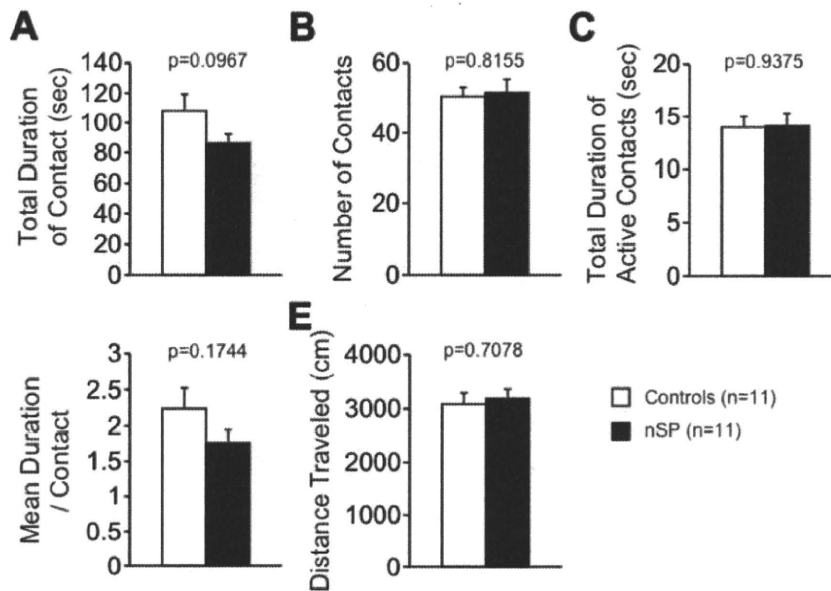 A
Total Duration
of Contact (sec)
140
120
100
80
60
40
20
0
p=0.0967
B
Number of Contacts
60
40
20
0
p=0.8155
C
Total Duration of
Active Contacts (sec)
20
15
10
5
0
p=0.9375
Mean Duration
/ Contact
3
2.5
2
1.5
1
0.5
0
p=0.1744
E
Distance Traveled (cm)
4000
3000
2000
1000
0
p=0.7078
Controls (n=11)
nSP (n=11)